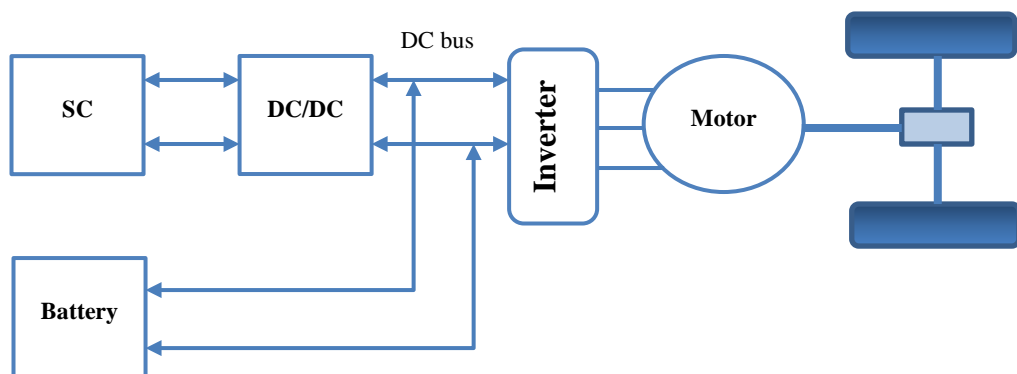 DC bus
SC
DC/DC
Inverter
Motor
Battery